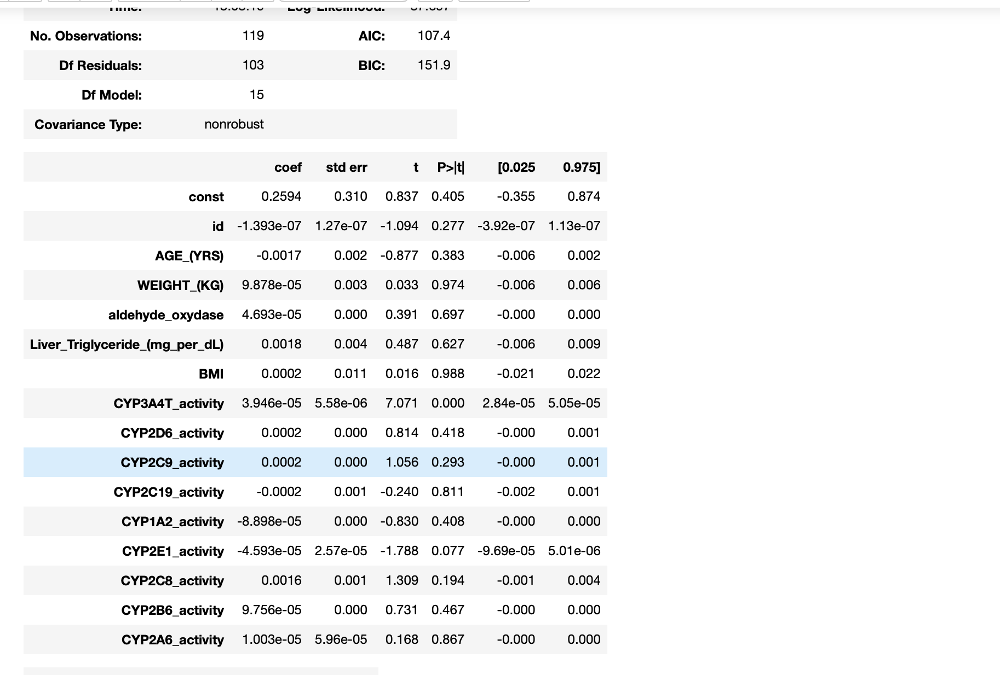 Time: Log-Likelihood:
No. Observations: 119 AIC: 107.4
Df Residuals: 103 BIC: 151.9
Df Model: 15
Covariance Type: nonrobust
coef std err t P>|t| [0.025 0.975]
const 0.2594 0.310 0.837 0.405 -0.355 0.874
id -1.393e-07 1.27e-07 -1.094 0.277 -3.92e-07 1.13e-07
AGE_(YRS) -0.0017 0.002 -0.877 0.383 -0.006 0.002
WEIGHT_(KG) 9.878e-05 0.003 0.033 0.974 -0.006 0.006
aldehyde_oxydase 4.693e-05 0.000 0.391 0.697 -0.000 0.000
Liver_Triglyceride_(mg_per_dL) 0.0018 0.004 0.487 0.627 -0.006 0.009
BMI 0.0002 0.011 0.016 0.988 -0.021 0.022
CYP3A4T_activity 3.946e-05 5.58e-06 7.071 0.000 2.84e-05 5.05e-05
CYP2D6_activity 0.0002 0.000 0.814 0.418 -0.000 0.001
CYP2C9_activity 0.0002 0.000 1.056 0.293 -0.000 0.001
CYP2C19_activity -0.0002 0.001 -0.240 0.811 -0.002 0.001
CYP1A2_activity -8.898e-05 0.000 -0.830 0.408 -0.000 0.000
CYP2E1_activity -4.593e-05 2.57e-05 -1.788 0.077 -9.69e-05 5.01e-06
CYP2C8_activity 0.0016 0.001 1.309 0.194 -0.001 0.004
CYP2B6_activity 9.756e-05 0.000 0.731 0.467 -0.000 0.000
CYP2A6_activity 1.003e-05 5.96e-05 0.168 0.867 -0.000 0.000